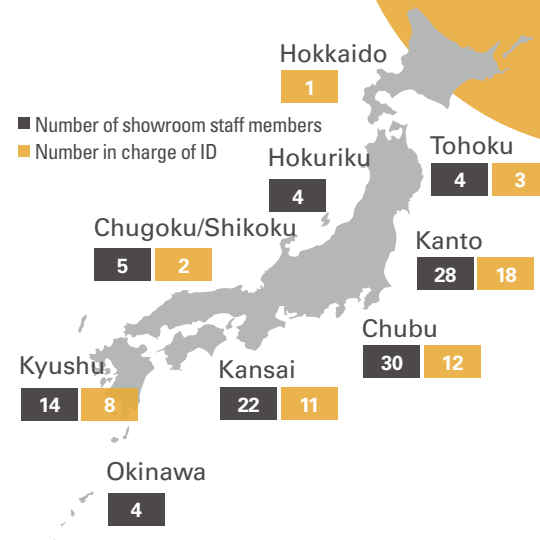 Hokkaido
1
Number of showroom staff members
Number in charge of ID
Hokuriku
4
Tohoku
4 3
Chugoku/Shikoku
5 2
Kanto
28 18
Chubu
30 12
Kyushu
14 8
Kansai
22 11
Okinawa
4